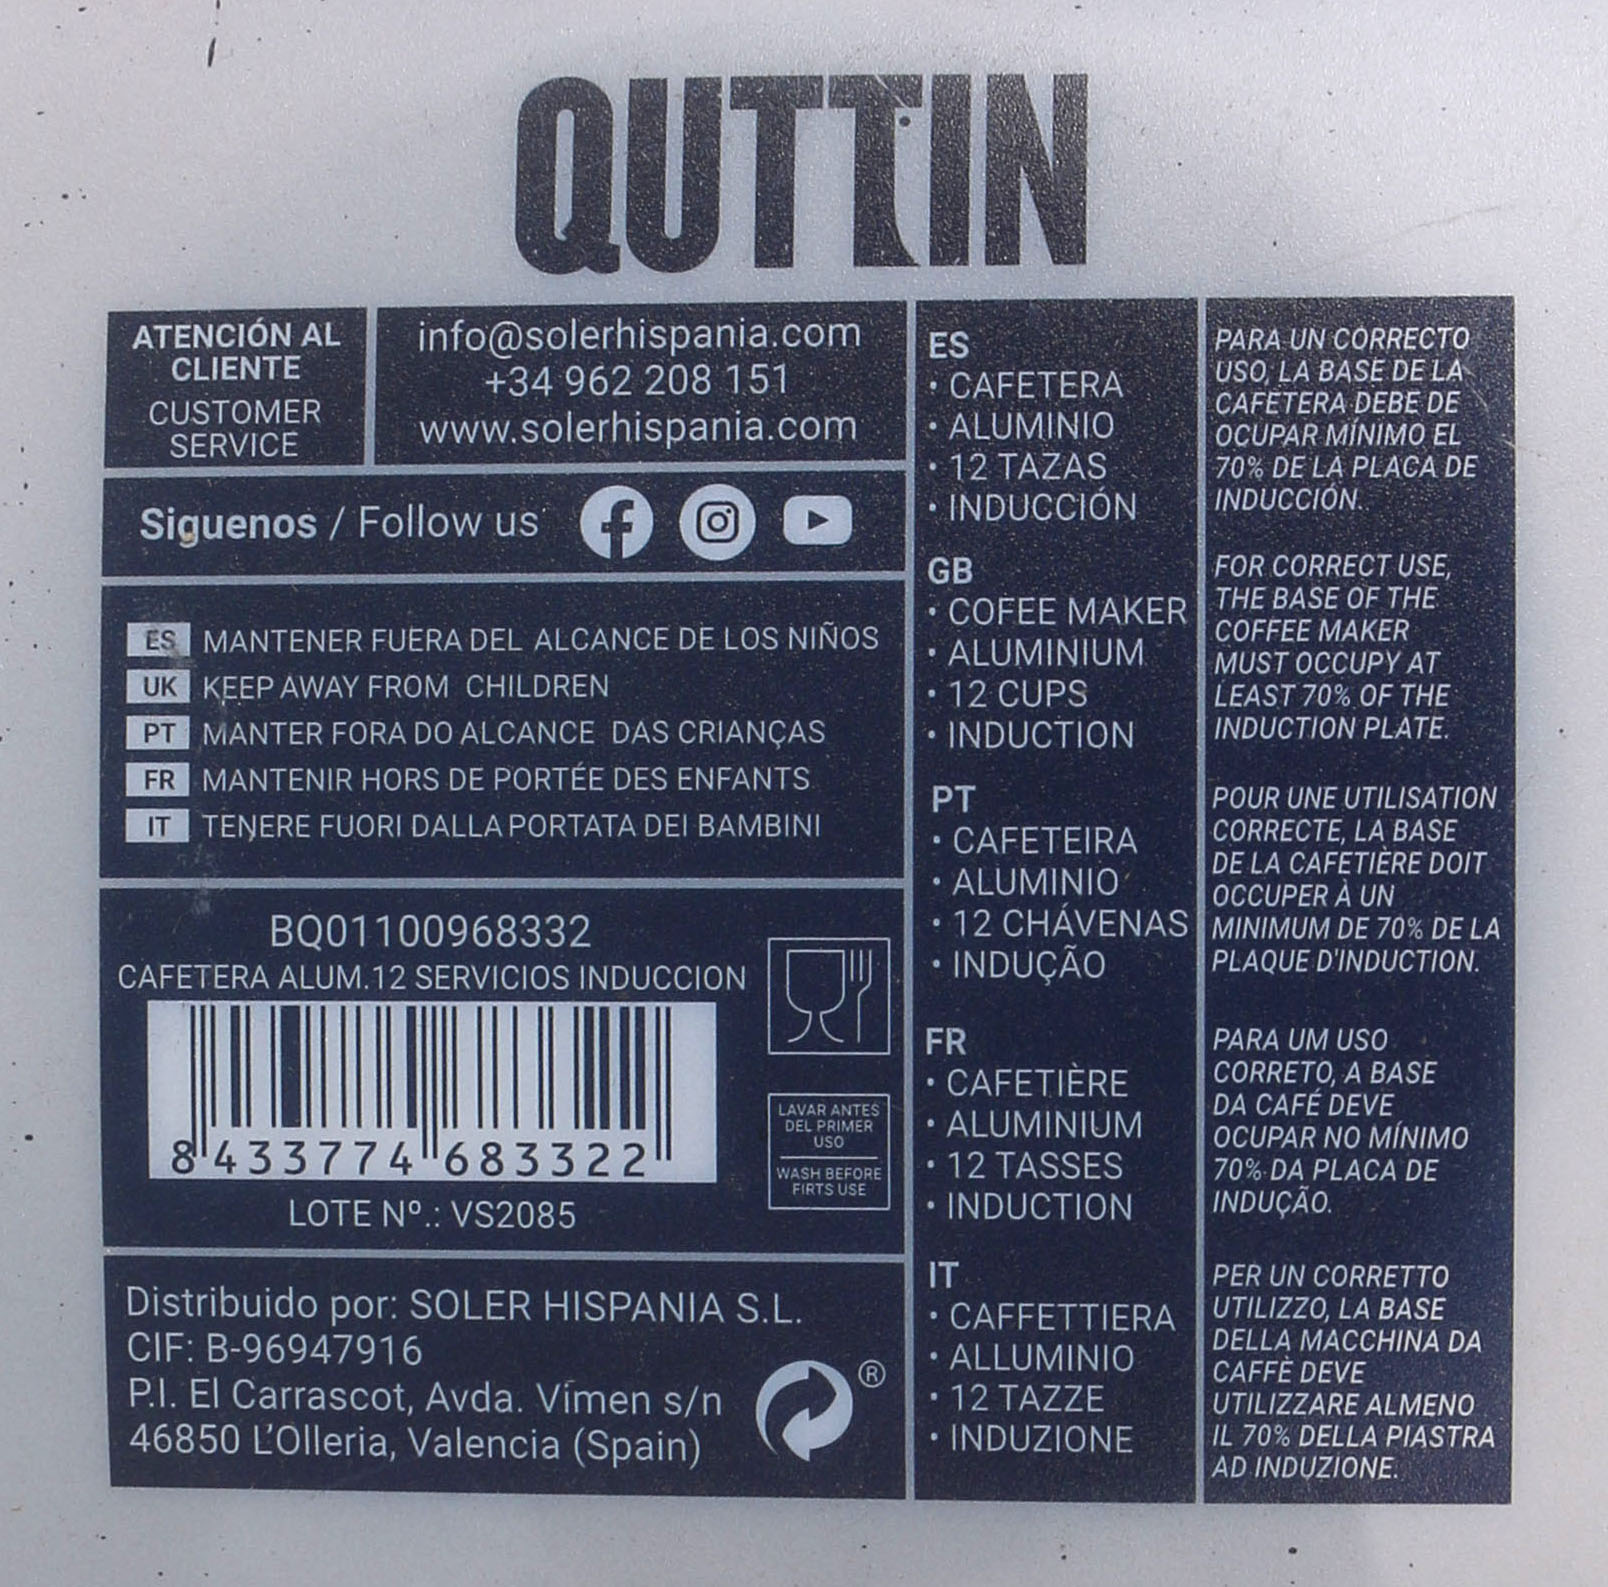 QUTTIN
ATENCIÓN AL
CLIENTE
CUSTOMER
SERVICE
info@solerhispania.com
+34 962 208 151
www.solerhispania.com
Siguenos / Follow us
ES MANTENER FUERA DEL ALCANCE DE LOS NIÑOS
UK KEEP AWAY FROM CHILDREN
PT MANTER FORA DO ALCANCE DAS CRIANÇAS
FR MANTENIR HORS DE PORTÉE DES ENFANTS
IT TENERE FUORI DALLA PORTATA DEI BAMBINI
BQ01100968332
CAFETERA ALUM.12 SERVICIOS INDUCCION
8 433774 683322
LOTE Nº.: VS2085
LAVAR ANTES
DEL PRIMER
USO
WASH BEFORE
FIRTS USE
Distribuido por: SOLER HISPANIA S.L.
CIF: B-96947916
P.I. El Carrascot, Avda. Vímen s/n
46850 L'Olleria, Valencia (Spain)
®
ES
• CAFETERA
• ALUMINIO
• 12 TAZAS
• INDUCCIÓN
GB
• COFEE MAKER
• ALUMINIUM
• 12 CUPS
• INDUCTION
PT
• CAFETEIRA
• ALUMINIO
• 12 CHÁVENAS
• INDUÇÃO
FR
• CAFETIÈRE
• ALUMINIUM
• 12 TASSES
• INDUCTION
IT
• CAFFETTIERA
• ALLUMINIO
• 12 TAZZE
• INDUZIONE
PARA UN CORRECTO
USO, LA BASE DE LA
CAFETERA DEBE DE
OCUPAR MÍNIMO EL
70% DE LA PLACA DE
INDUCCIÓN.
FOR CORRECT USE,
THE BASE OF THE
COFFEE MAKER
MUST OCCUPY AT
LEAST 70% OF THE
INDUCTION PLATE.
POUR UNE UTILISATION
CORRECTE, LA BASE
DE LA CAFETIÈRE DOIT
OCCUPER À UN
MINIMUM DE 70% DE LA
PLAQUE D'INDUCTION.
PARA UM USO
CORRETO, A BASE
DA CAFÉ DEVE
OCUPAR NO MÍNIMO
70% DA PLACA DE
INDUÇÃO.
PER UN CORRETTO
UTILIZZO, LA BASE
DELLA MACCHINA DA
CAFFÈ DEVE
UTILIZZARE ALMENO
IL 70% DELLA PIASTRA
AD INDUZIONE.